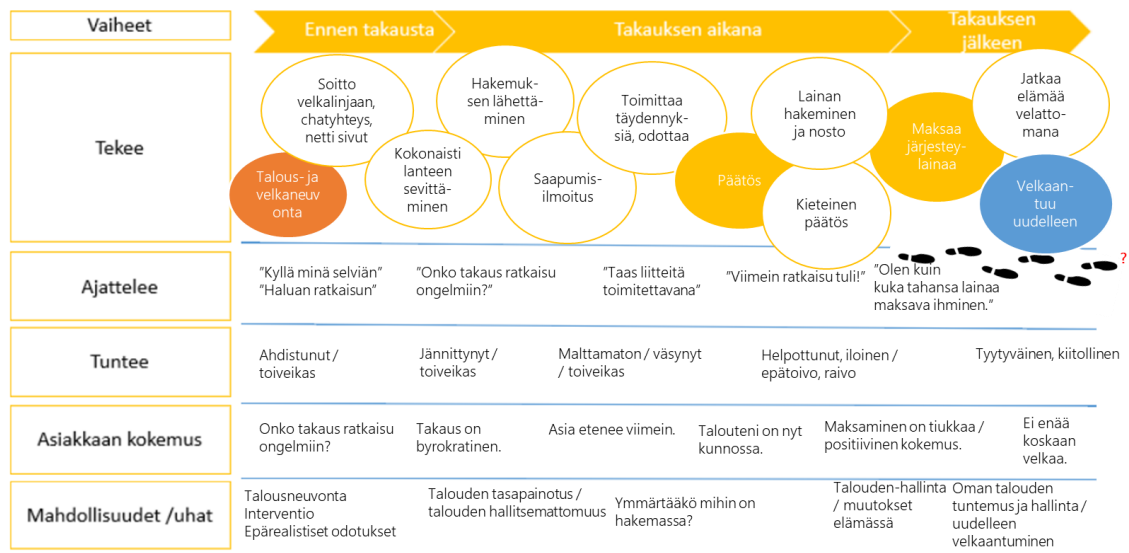 Vaiheet
Ennen takausta
Takauksen aikana
Takauksen
jälkeen
Tekee
Talous- ja
velkaneuv
onta
Soitto
velkalinjaan,
chatyhteys,
netti sivut
Kokonaisti
lanteen
sevittä-
minen
Hakemuk-
sen lähettä-
minen
Saapumis-
ilmoitus
Toimittaa
täydennyk-
siä, odottaa
Päätös
Lainan
hakeminen
ja nosto
Kieteinen
päätös
Maksaa
järjestey-
lainaa
Jatkaa
elämää
velatto-
mana
Velkaan-
tuu
uudelleen
?
Ajattelee
”Kyllä minä selviän”
”Haluan ratkaisun”
”Onko takaus ratkaisu
ongelmiin?”
”Taas liitteitä
toimitettavana”
”Viimein ratkaisu tuli!”
”Olen kuin
kuka tahansa lainaa
maksava ihminen.”
Tuntee
Ahdistunut /
toiveikas
Jännittynyt /
toiveikas
Malttamaton / väsynyt
/ toiveikas
Helpottunut, iloinen /
epätoivo, raivo
Tyytyväinen, kiitollinen
Asiakkaan kokemus
Onko takaus ratkaisu
ongelmiin?
Takaus on
byrokratinen.
Asia etenee viimein.
Talouteni on nyt
kunnossa.
Maksaminen on tiukkaa /
positiivinen kokemus.
Ei enää
koskaan
velkaa.
Mahdollisuudet /uhat
Talousneuvonta
Interventio
Epärealistiset odotukset
Talouden tasapainotus /
talouden hallitsemattomuus
Ymmärtääkö mihin on
hakemassa?
Talouden-hallinta
/ muutokset
elämässä
Oman talouden
tuntemus ja hallinta /
uudelleen
velkaantuminen